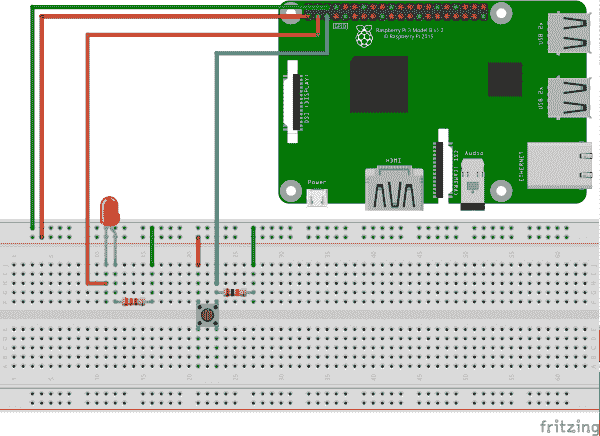 GPIO
Raspberry Pi 3 Model B v1.2
© Raspberry Pi 2015
USB 2x
DSI (DISPLAY)
USB 2x
HDMI
CSI (CAMERA)
Audio
ETHERNET
Power
fritzing